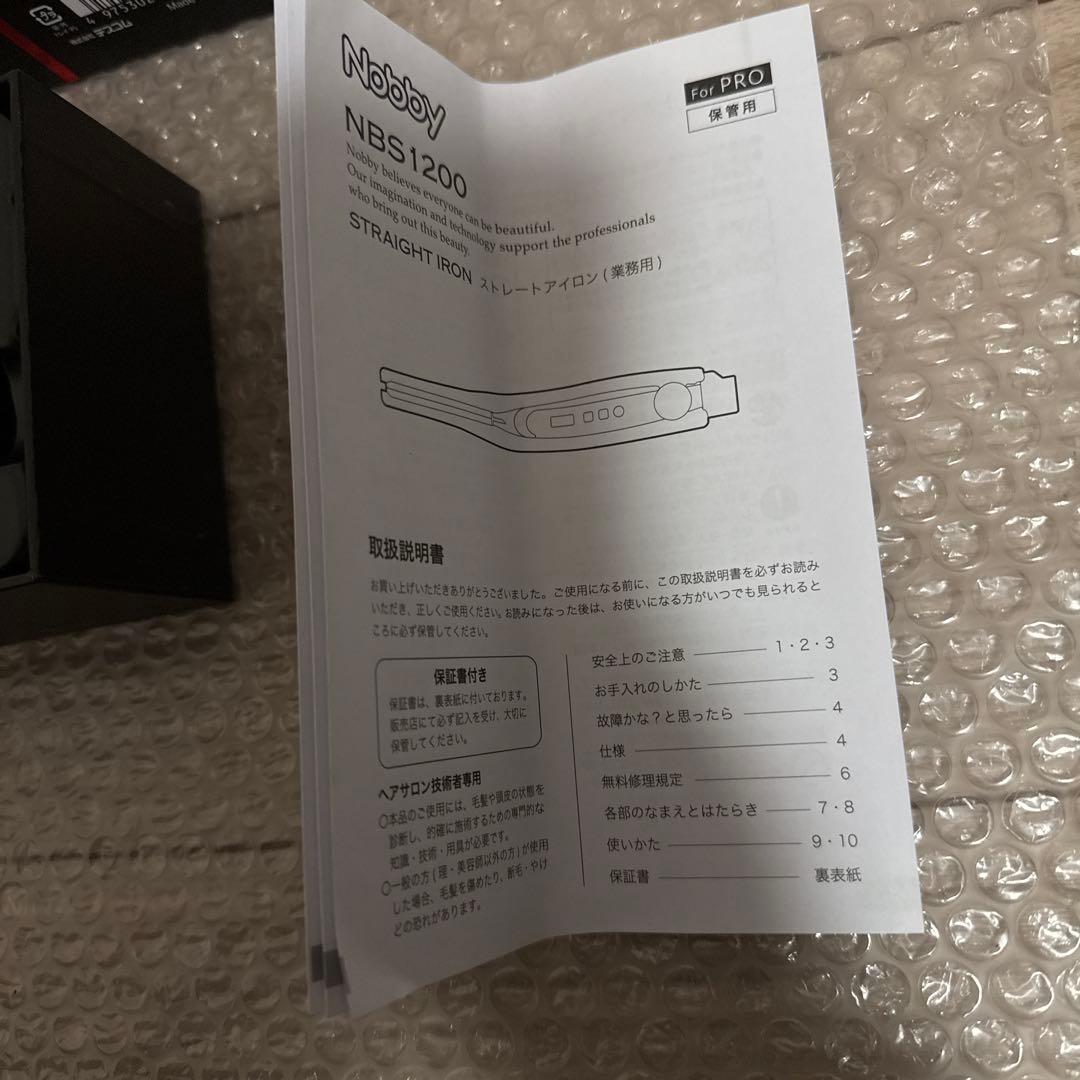 4 975302
Made
株式会社 テスコム
Nobby
For PRO
保管用
NBS1200
Nobby believes everyone can be beautiful.
Our imagination and technology support the professionals
who bring out this beauty.
STRAIGHT IRON ストレートアイロン ( 業務用 )
取扱説明書
お買い上げいただきありがとうございました。ご使用になる前に、この取扱説明書を必ずお読み
いただき、正しくご使用ください。お読みになった後は、お使いになる方がいつでも見られると
ころに必ず保管してください。
保証書付き
保証書は、裏表紙に付いております。
販売店にて必ず記入を受け、大切に
保管してください。
ヘアサロン技術者専用
○本品のご使用には、毛髪や頭皮の状態を
診断し、的確に施術するための専門的な
知識・技術・用具が必要です。
○一般の方 ( 理・美容師以外の方 ) が使用
した場合、毛髪を傷めたり、断毛・やけ
どの恐れがあります。
安全上のご注意 1・2・3
お手入れのしかた 3
故障かな？と思ったら 4
仕様 4
無料修理規定 6
各部のなまえとはたらき 7・8
使いかた 9・10
保証書 裏表紙